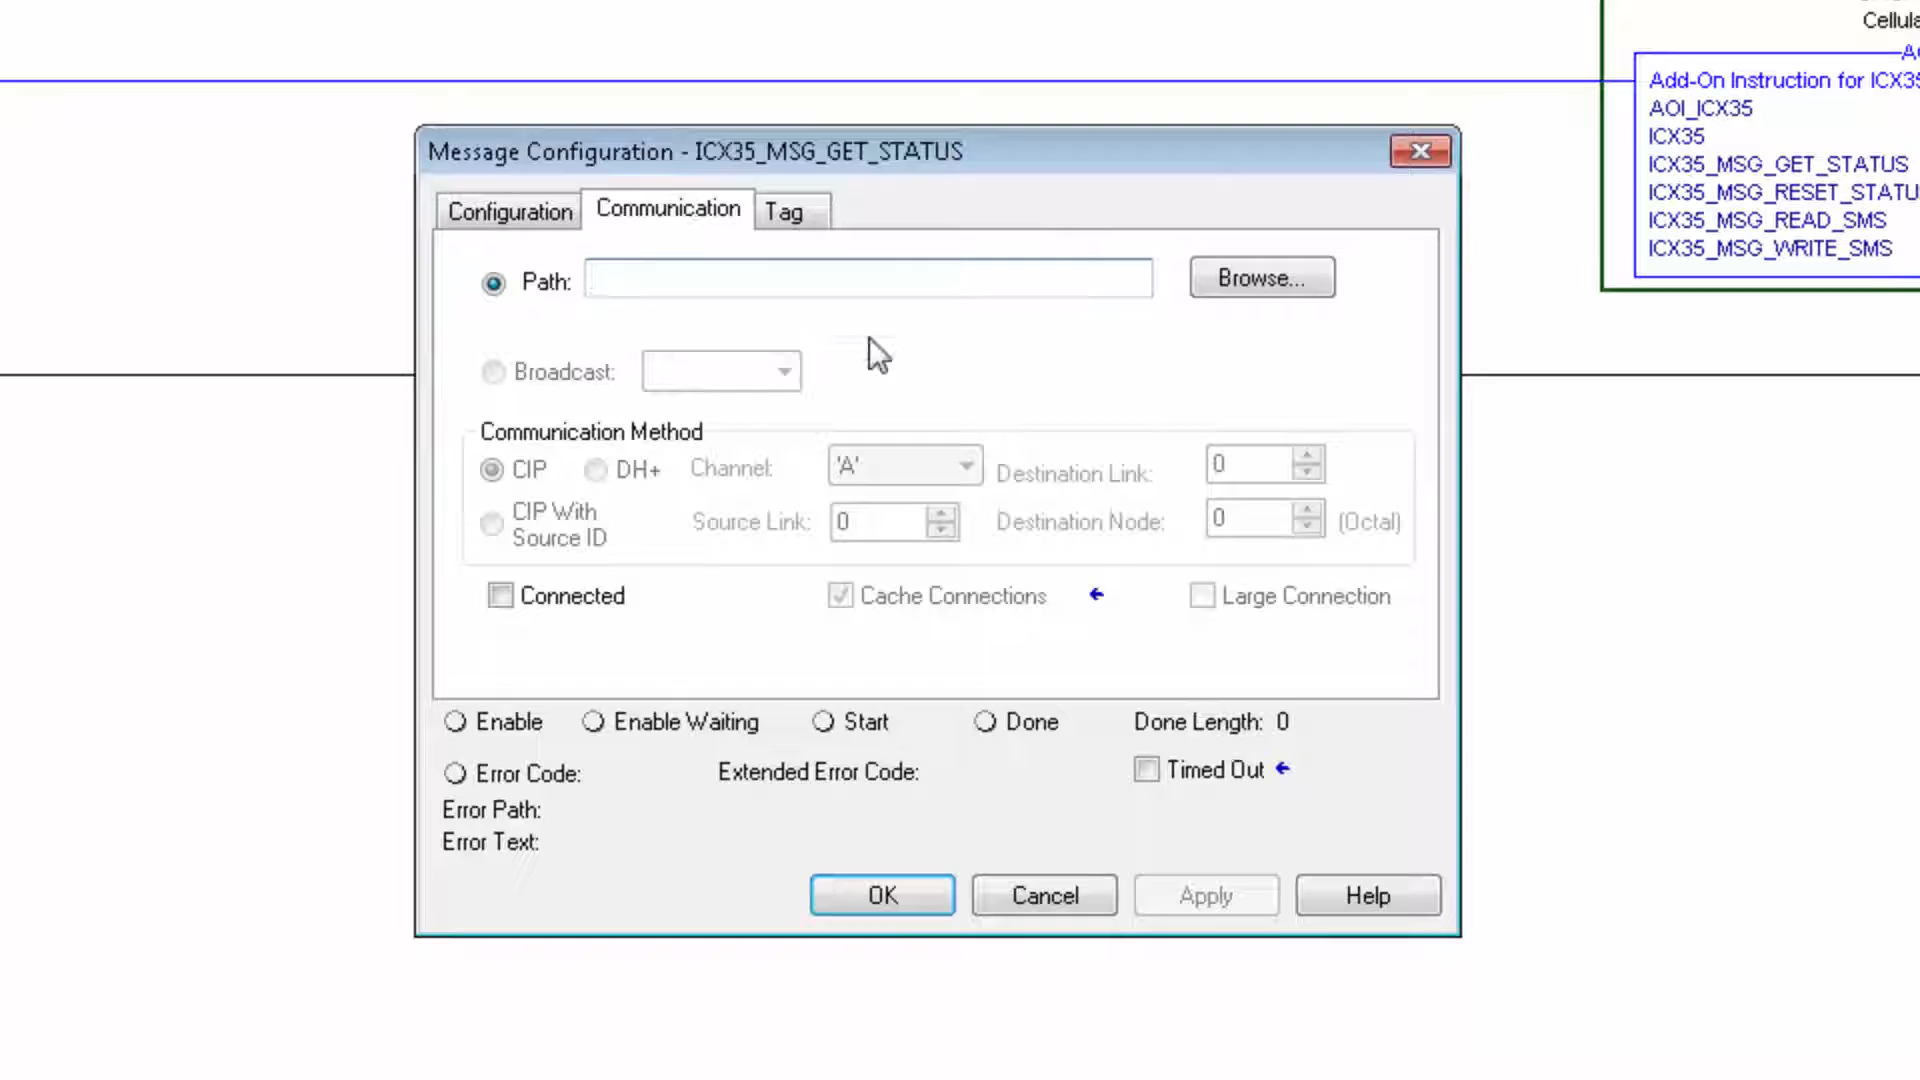 Cellula
Add-On Instruction for ICX35
AOI_ICX35
ICX35
ICX35_MSG_GET_STATUS
ICX35_MSG_RESET_STATU
ICX35_MSG_READ_SMS
ICX35_MSG_WRITE_SMS
Message Configuration - ICX35_MSG_GET_STATUS
Configuration Communication Tag
Path: Browse...
Broadcast:
Communication Method
CIP DH+ Channel: 'A' Destination Link: 0
CIP With Source ID Source Link: 0 Destination Node: 0 (Octal)
Connected Cache Connections Large Connection
Enable Enable Waiting Start Done Done Length: 0
Error Code: Extended Error Code: Timed Out
Error Path:
Error Text:
OK Cancel Apply Help